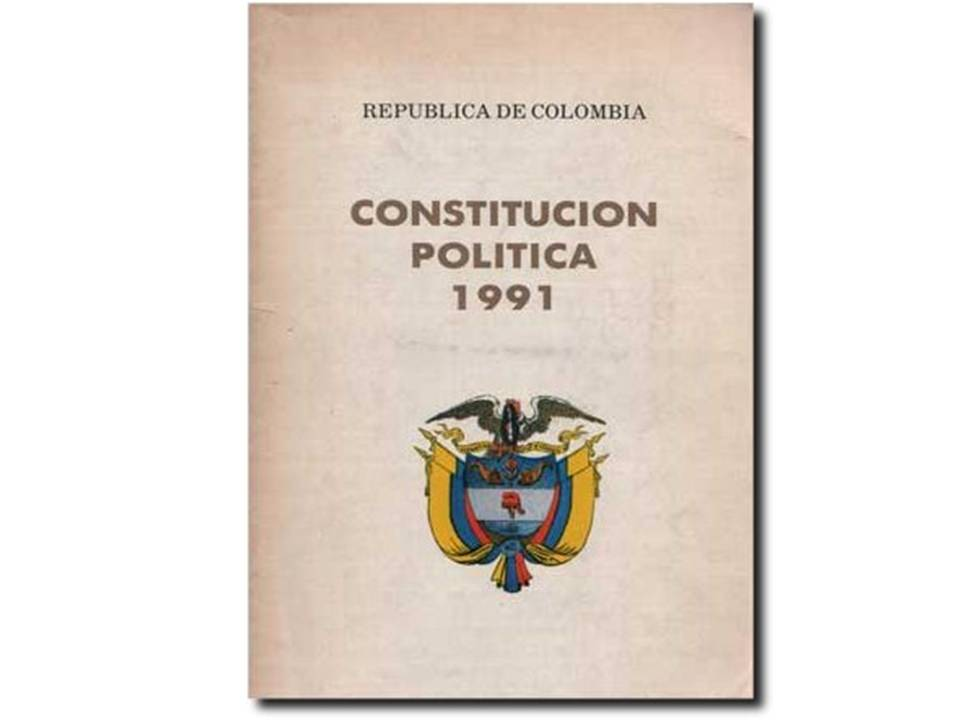 REPUBLICA DE COLOMBIA
CONSTITUCION
POLITICA
1991